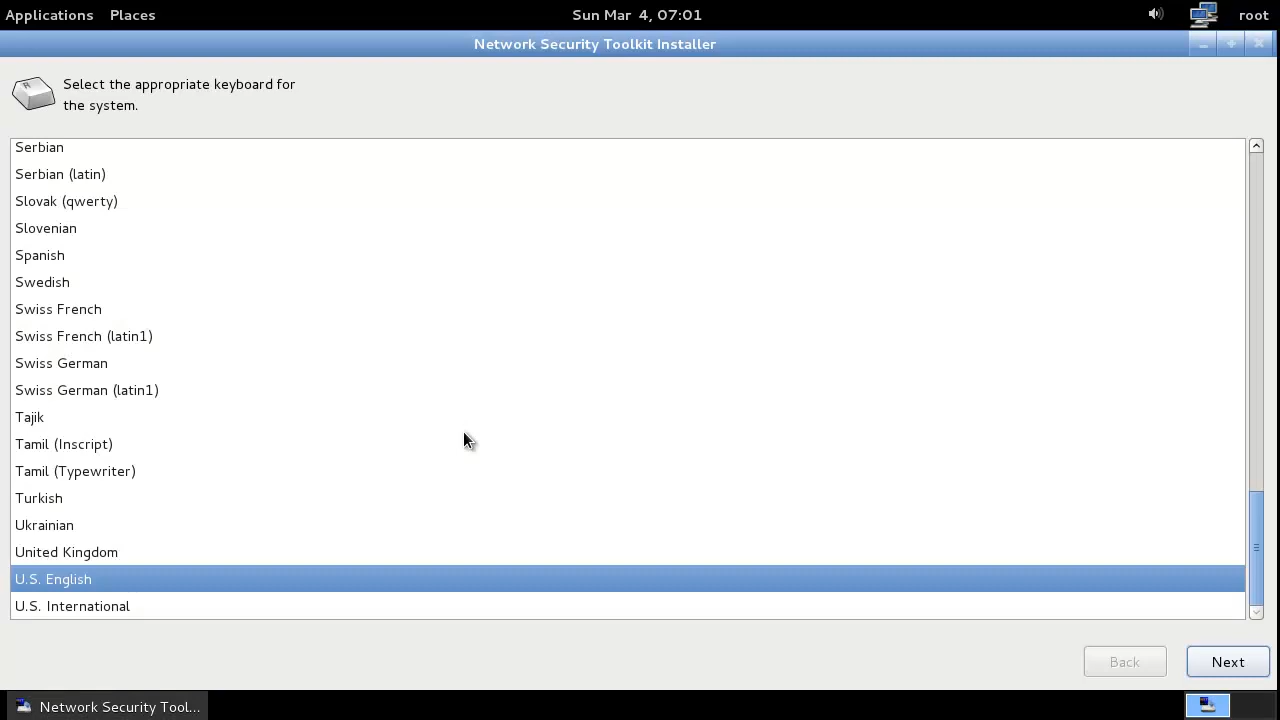 Applications Places Sun Mar 4, 07:01 root
Network Security Toolkit Installer
Select the appropriate keyboard for
the system.
Serbian
Serbian (latin)
Slovak (qwerty)
Slovenian
Spanish
Swedish
Swiss French
Swiss French (latin1)
Swiss German
Swiss German (latin1)
Tajik
Tamil (Inscript)
Tamil (Typewriter)
Turkish
Ukrainian
United Kingdom
U.S. English
U.S. International
Back Next
Network Security Tool...